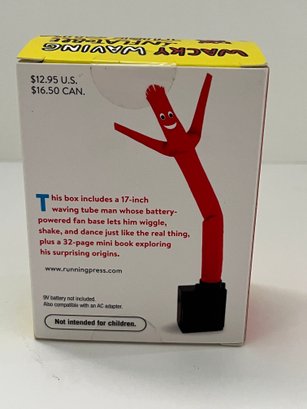 WACKY WAVING
INFLATABLE
TUBE GUY
$12.95 U.S.
$16.50 CAN.
This box includes a 17-inch
waving tube man whose battery-
powered fan base lets him wiggle,
shake, and dance just like the real thing,
plus a 32-page mini book exploring
his surprising origins.
www.runningpress.com
9V battery not included.
Also compatible with an AC adapter.
Not intended for children.